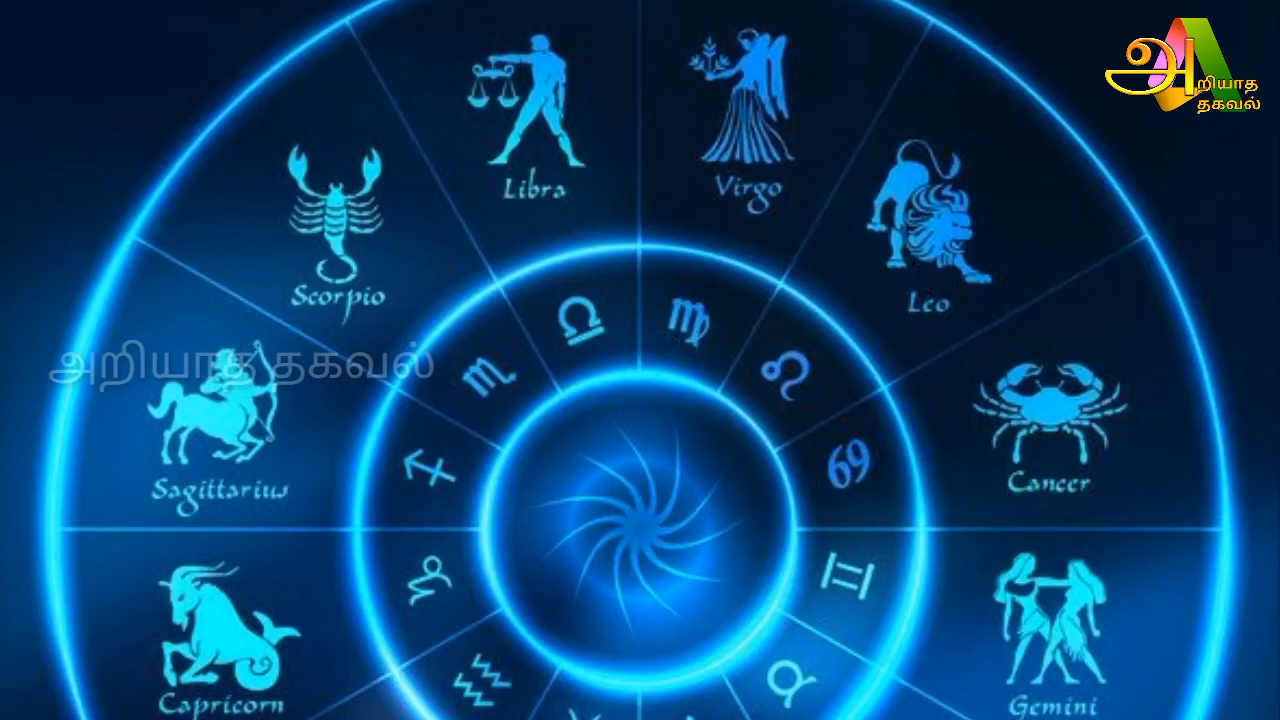 அறியாத
தகவல்
Libra
Virgo
Scorpio
Leo
அறியாத தகவல்
Sagittarius
Cancer
Capricorn
Gemini